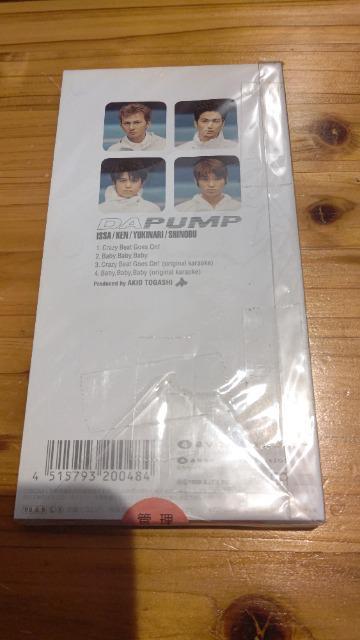 DA PUMP
ISSA / KEN / YUKINARI / SHINOBU
1. Crazy Beat Goes On!
2. Baby,Baby,Baby
3. Crazy Beat Goes On! (original karaoke)
4. Baby,Baby,Baby (original karaoke)
Produced by AKIO TOGASHI
4 515793 200484
管理